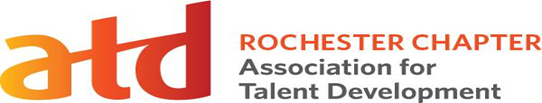 atd
ROCHESTER CHAPTER
Association for
Talent Development